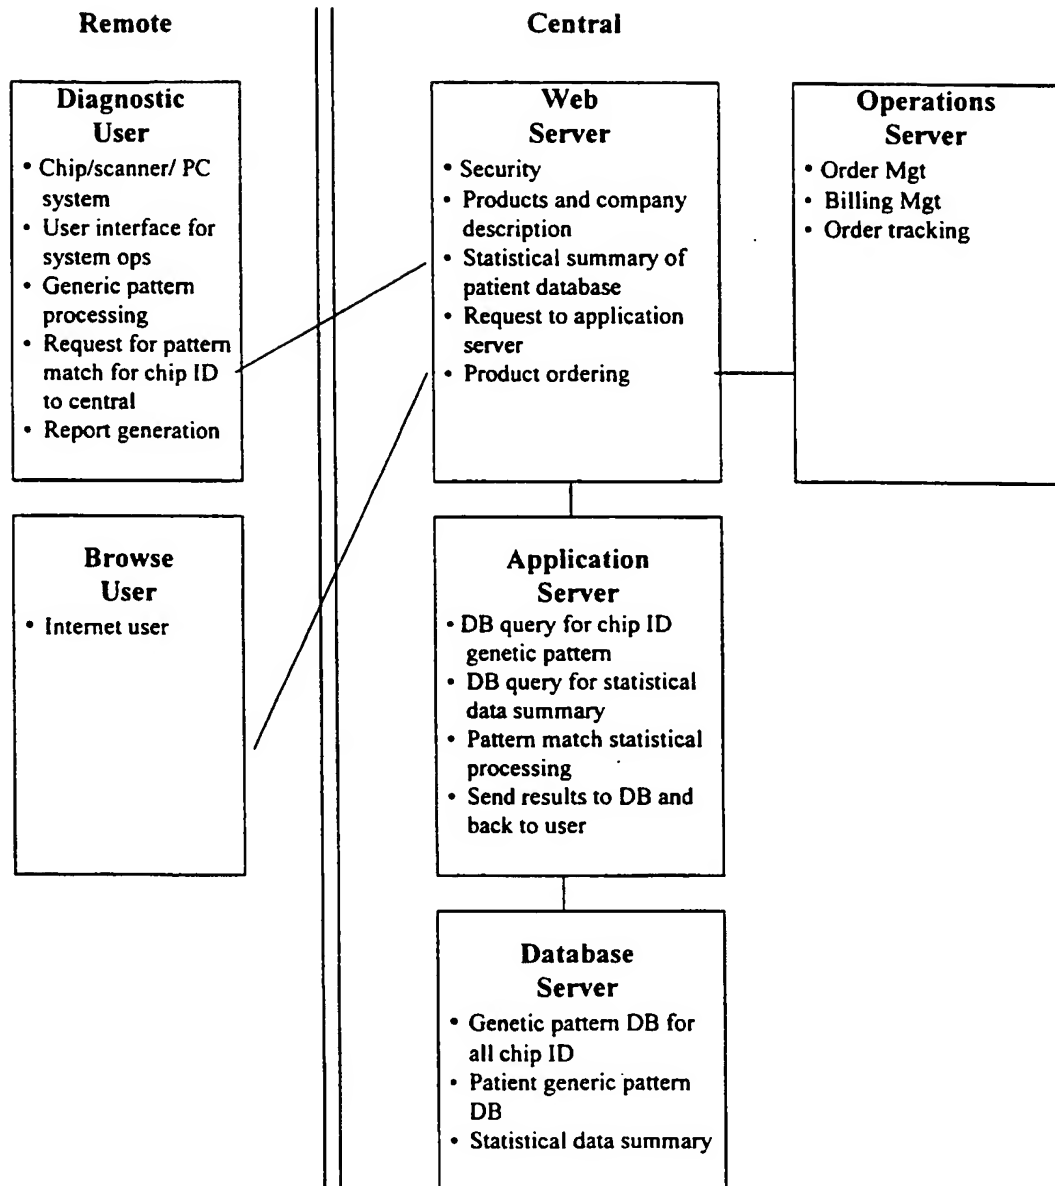 Remote
Central
Diagnostic
User
• Chip/scanner/ PC
system
• User interface for
system ops
• Generic pattern
processing
• Request for pattern
match for chip ID
to central
• Report generation
Web
Server
• Security
• Products and company
description
• Statistical summary of
patient database
• Request to application
server
• Product ordering
Operations
Server
• Order Mgt
• Billing Mgt
• Order tracking
Browse
User
• Internet user
Application
Server
• DB query for chip ID
genetic pattern
• DB query for statistical
data summary
• Pattern match statistical
processing
• Send results to DB and
back to user
Database
Server
• Genetic pattern DB for
all chip ID
• Patient generic pattern
DB
• Statistical data summary